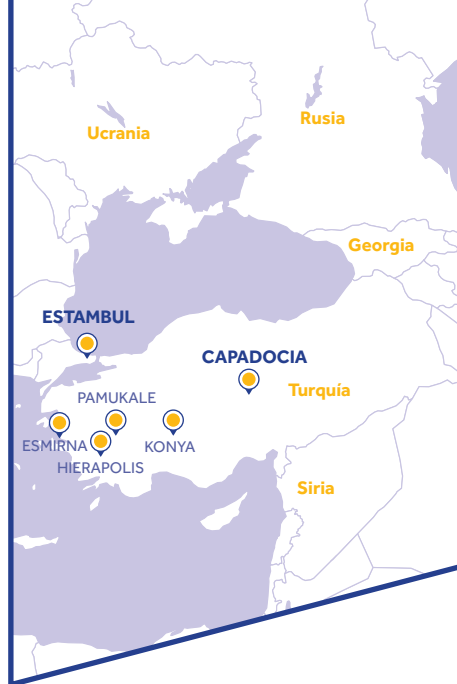 Rusia
Ucrania
Georgia
ESTAMBUL
CAPADOCIA
Turquía
PAMUKALE
ESMIRNA
KONYA
HIERAPOLIS
Siria